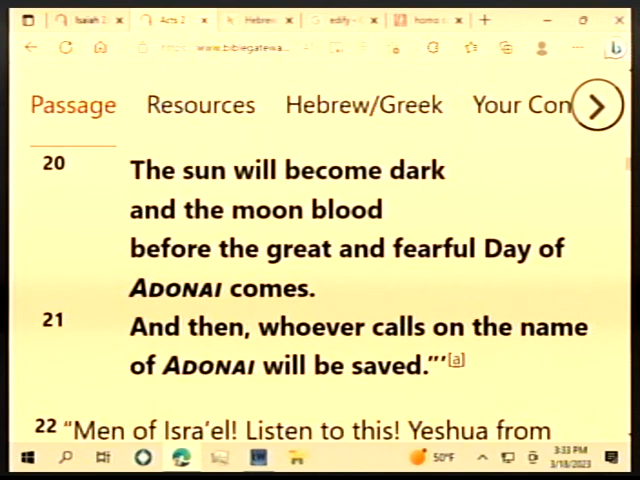 Isaiah
Acts 2
Hebrew
edify -
homo
www.biblegatewa...
Passage
Resources
Hebrew/Greek
Your Con
20 The sun will become dark
and the moon blood
before the great and fearful Day of
ADONAI comes.
21 And then, whoever calls on the name
of ADONAI will be saved."'[a]
22 "Men of Isra'el! Listen to this! Yeshua from
50°F
3:33 PM
3/18/2023